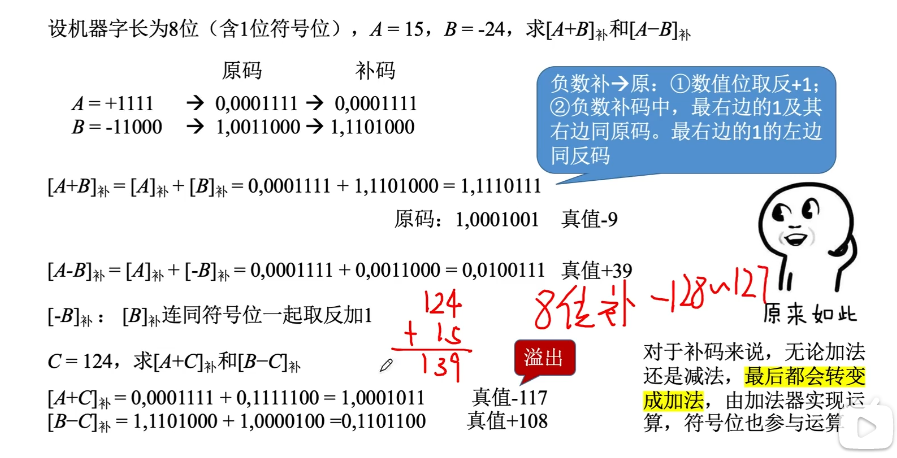 设机器字长为8位（含1位符号位），A = 15，B = -24，求[A+B]补和[A−B]补
原码 补码
A = +1111 → 0,0001111 → 0,0001111
B = -11000 → 1,0011000 → 1,1101000
负数补→原：①数值位取反+1；
②负数补码中，最右边的1及其
右边同原码。最右边的1的左边
同反码
[A+B]补 = [A]补 + [B]补 = 0,0001111 + 1,1101000 = 1,1110111
原码：1,0001001 真值-9
[A-B]补 = [A]补 + [-B]补 = 0,0001111 + 0,0011000 = 0,0100111 真值+39
[-B]补： [B]补连同符号位一起取反加1
124
+ 15
139
8位补 -128~127
原来如此
C = 124，求[A+C]补和[B−C]补
溢出
[A+C]补 = 0,0001111 + 0,1111100 = 1,0001011 真值-117
[B−C]补 = 1,1101000 + 1,0000100 =0,1101100 真值+108
对于补码来说，无论加法
还是减法，最后都会转变
成加法，由加法器实现运
算，符号位也参与运算